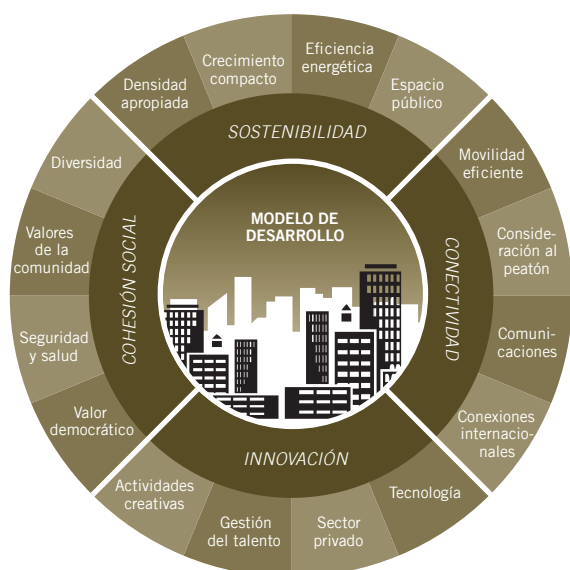 MODELO DE
DESARROLLO
SOSTENIBILIDAD
Densidad
apropiada
Crecimiento
compacto
Eficiencia
energética
Espacio
público
CONECTIVIDAD
Movilidad
eficiente
Conside-
ración al
peatón
Comuni-
caciones
Conexiones
internacio-
nales
INNOVACIÓN
Tecnología
Sector
privado
Gestión
del talento
Actividades
creativas
COHESIÓN SOCIAL
Valor
democrático
Seguridad
y salud
Valores
de la
comunidad
Diversidad